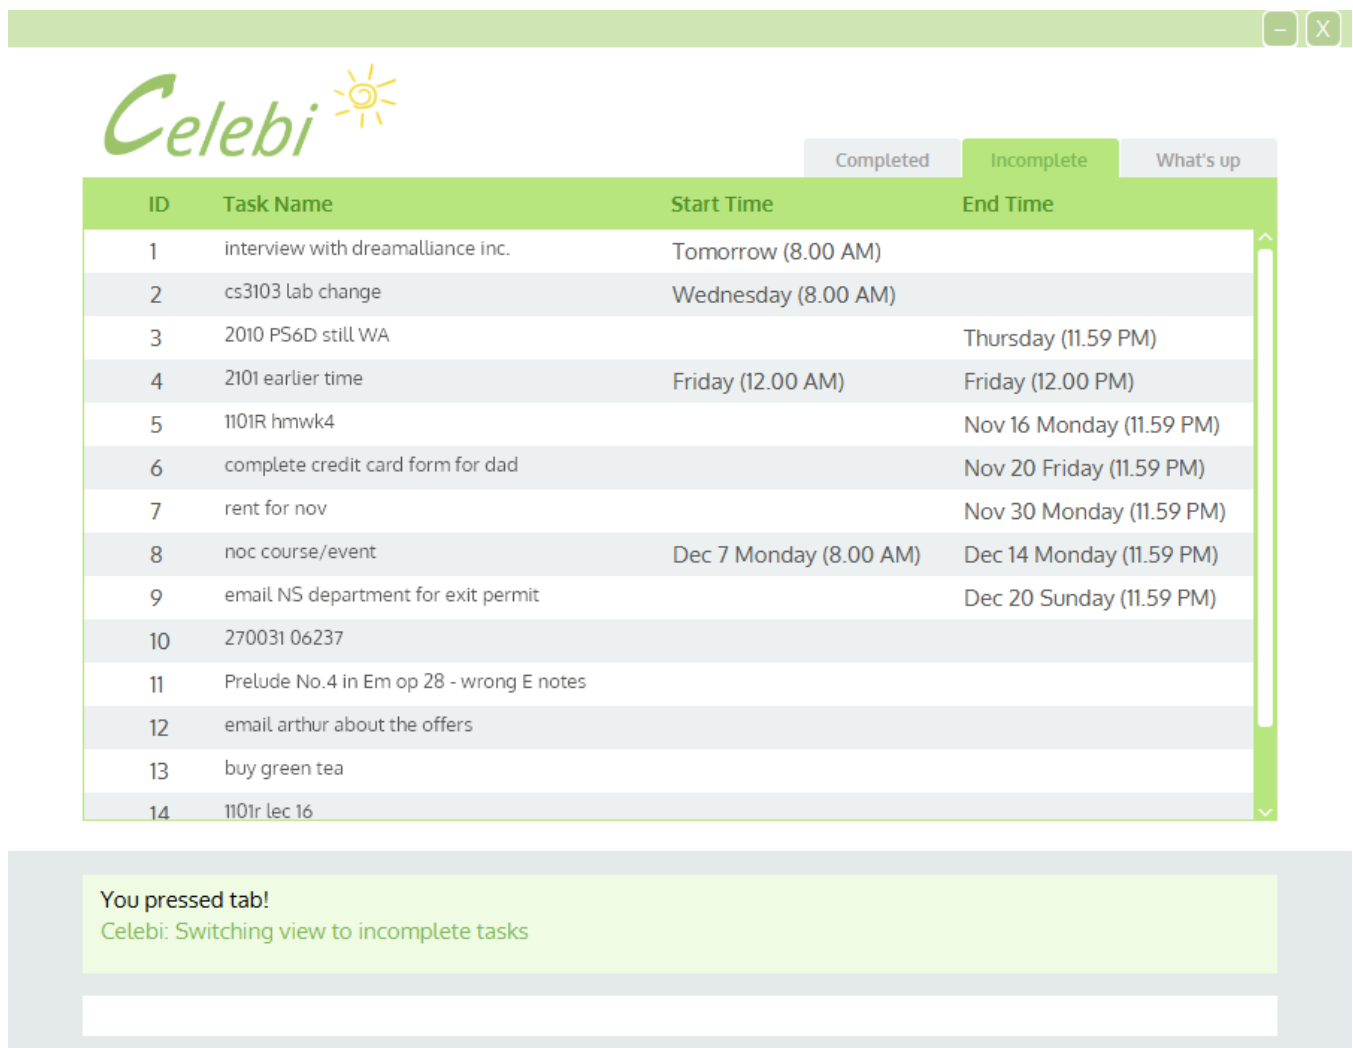 – X
Celebi
Completed Incomplete What's up
ID Task Name Start Time End Time
1 interview with dreamalliance inc. Tomorrow (8.00 AM)
2 cs3103 lab change Wednesday (8.00 AM)
3 2010 PS6D still WA Thursday (11.59 PM)
4 2101 earlier time Friday (12.00 AM) Friday (12.00 PM)
5 1101R hmwk4 Nov 16 Monday (11.59 PM)
6 complete credit card form for dad Nov 20 Friday (11.59 PM)
7 rent for nov Nov 30 Monday (11.59 PM)
8 noc course/event Dec 7 Monday (8.00 AM) Dec 14 Monday (11.59 PM)
9 email NS department for exit permit Dec 20 Sunday (11.59 PM)
10 270031 06237
11 Prelude No.4 in Em op 28 - wrong E notes
12 email arthur about the offers
13 buy green tea
14 1101r lec 16
You pressed tab!
Celebi: Switching view to incomplete tasks